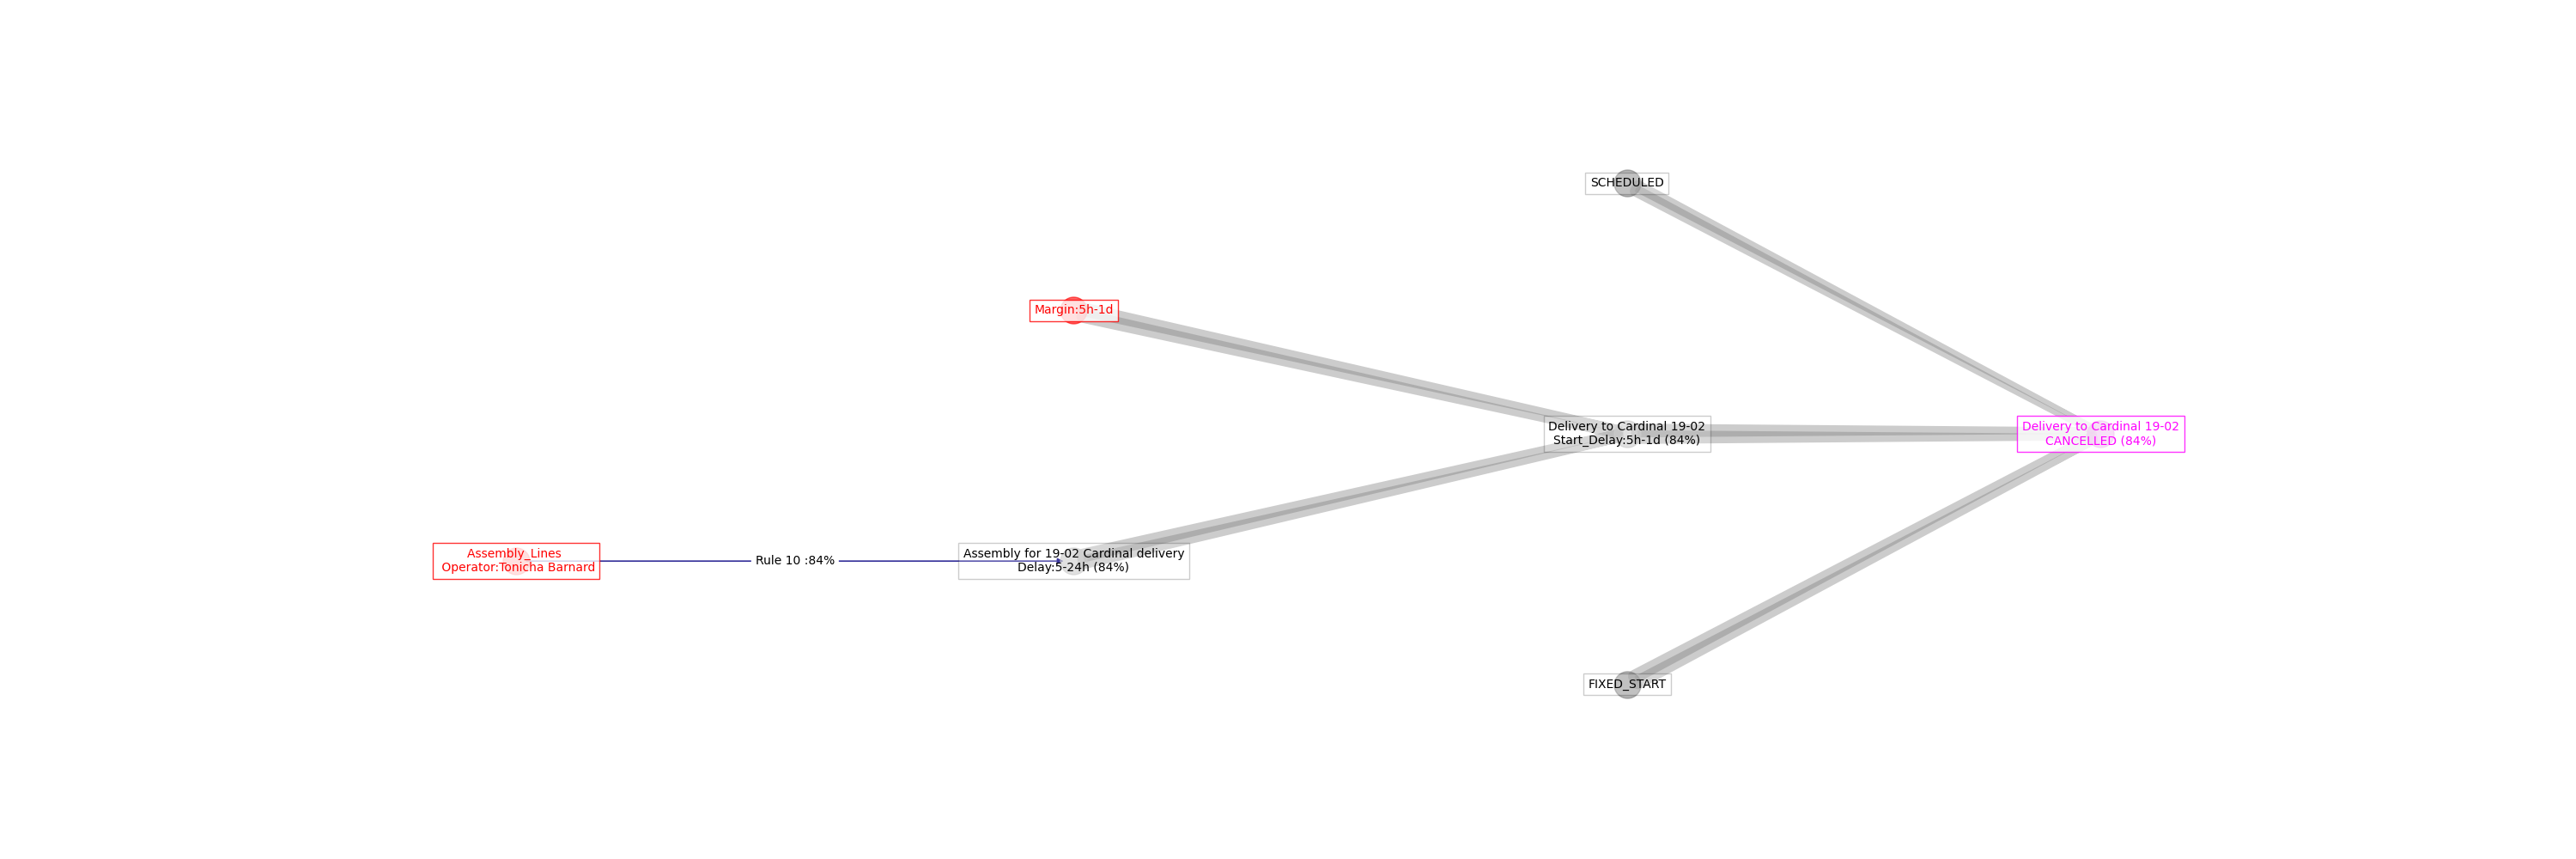 SCHEDULED
Margin:5h-1d
Delivery to Cardinal 19-02
Start_Delay:5h-1d (84%)
Delivery to Cardinal 19-02
CANCELLED (84%)
Assembly_Lines
Operator:Tonicha Barnard
Rule 10 :84%
Assembly for 19-02 Cardinal delivery
Delay:5-24h (84%)
FIXED_START